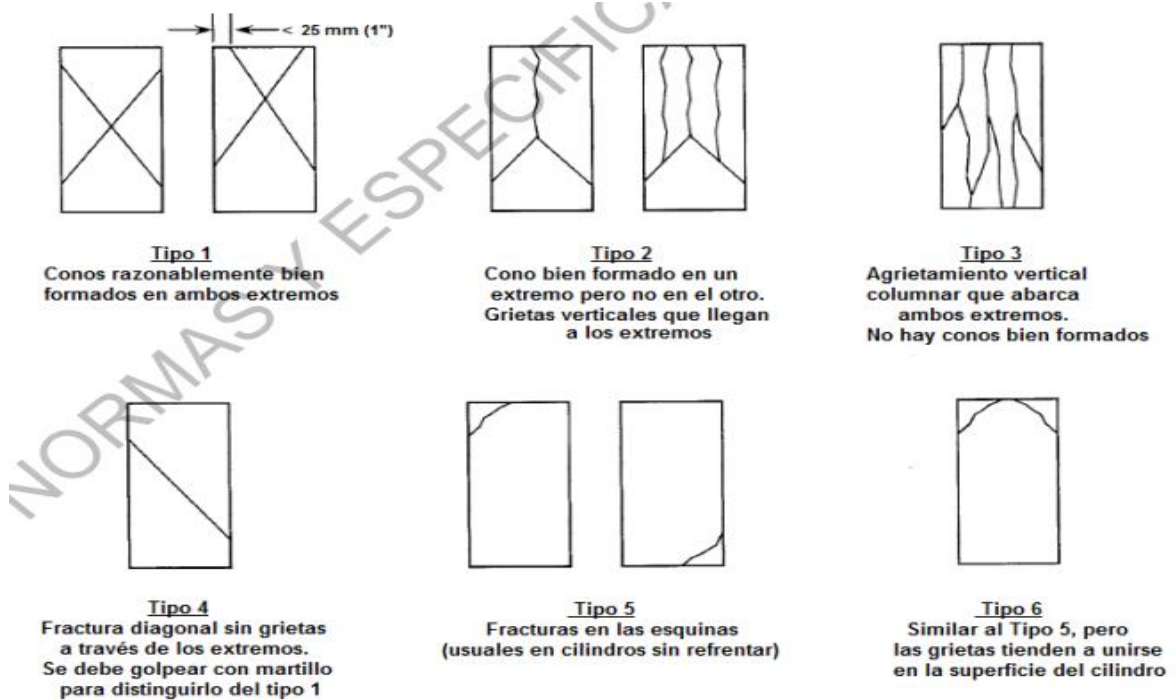 NORMAS Y ESPECIFIC
< 25 mm (1")
Tipo 1
Conos razonablemente bien
formados en ambos extremos
Tipo 2
Cono bien formado en un
extremo pero no en el otro.
Grietas verticales que llegan
a los extremos
Tipo 3
Agrietamiento vertical
columnar que abarca
ambos extremos.
No hay conos bien formados
Tipo 4
Fractura diagonal sin grietas
a través de los extremos.
Se debe golpear con martillo
para distinguirlo del tipo 1
Tipo 5
Fracturas en las esquinas
(usuales en cilindros sin refrentar)
Tipo 6
Similar al Tipo 5, pero
las grietas tienden a unirse
en la superficie del cilindro